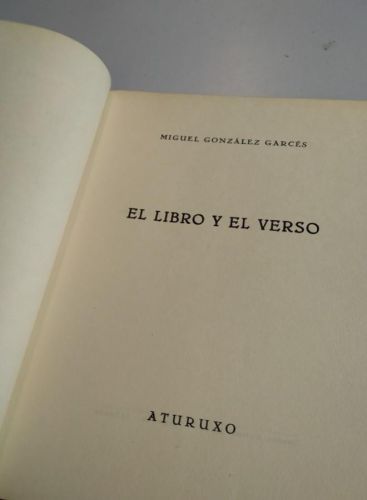 MIGUEL GONZÁLEZ GARCÉS
EL LIBRO Y EL VERSO
ATURUXO